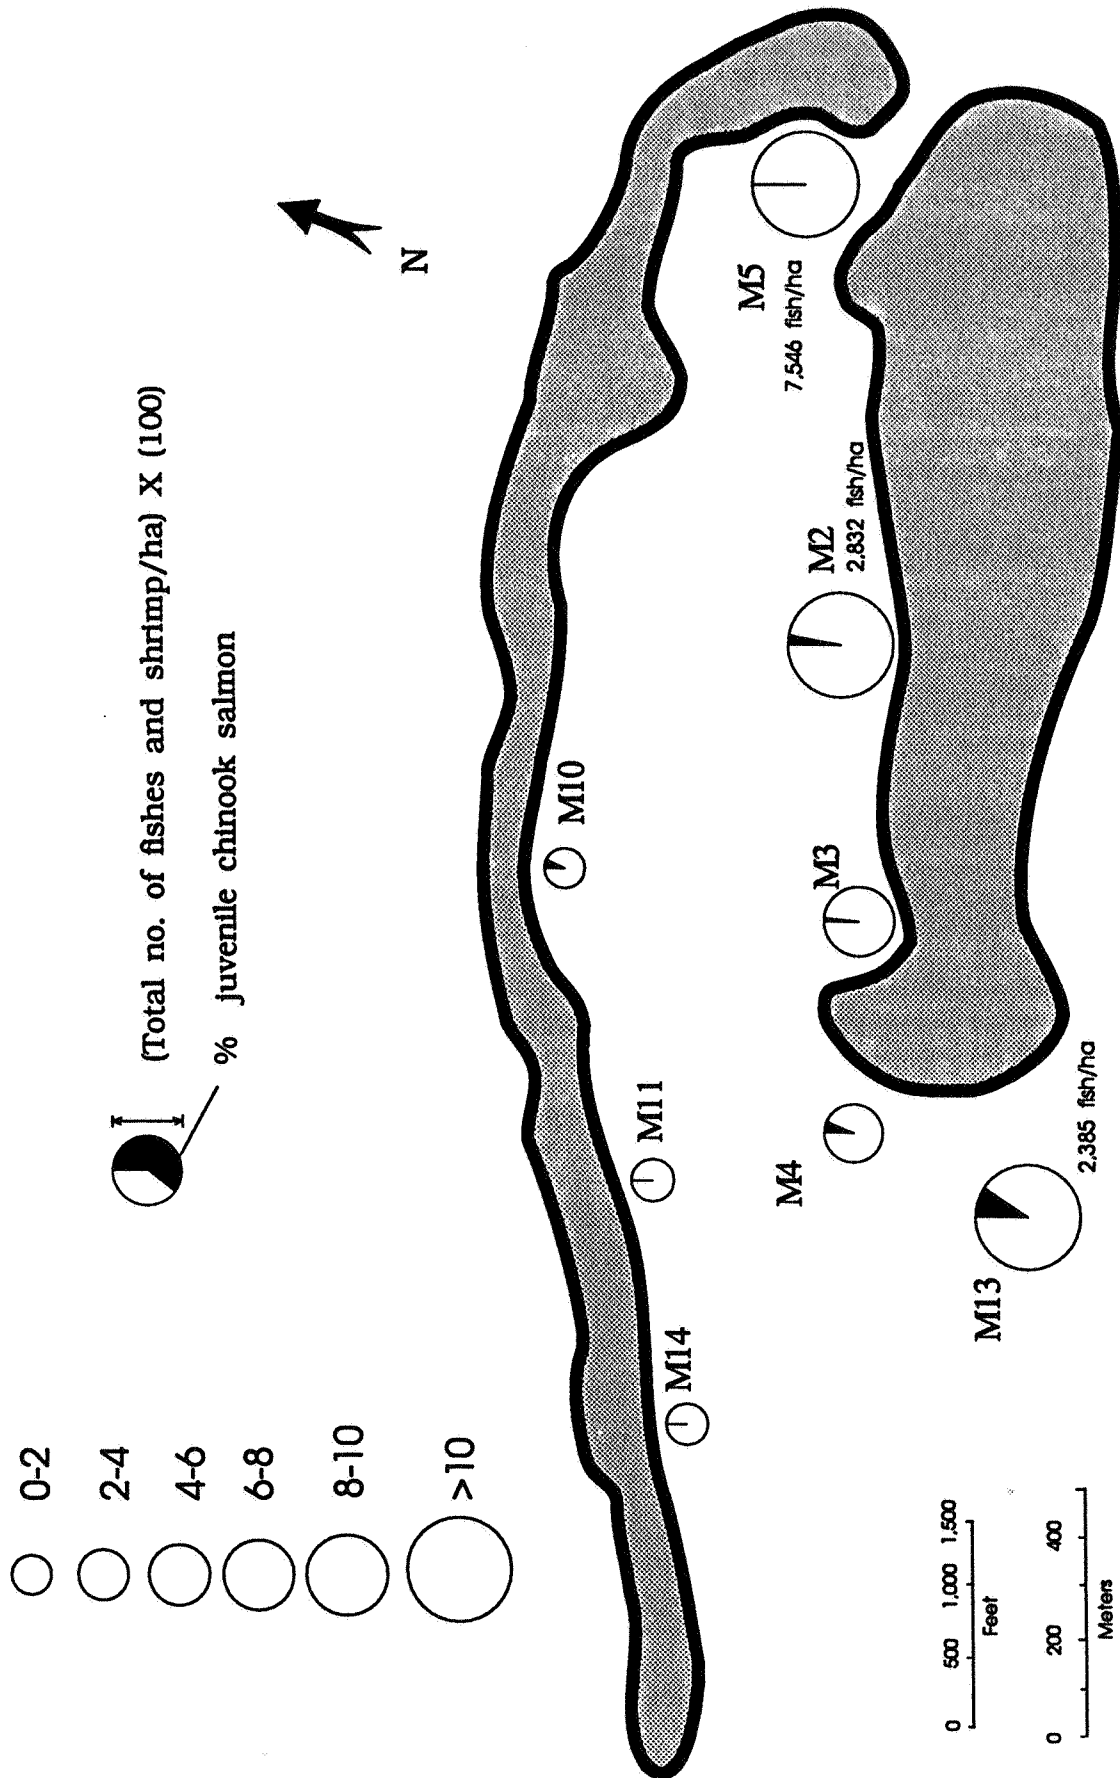 0-2
2-4
4-6
6-8
8-10
>10
(Total no. of fishes and shrimp/ha) X (100)
% juvenile chinook salmon
N
M14
M11
M10
M5
7,546 fish/ha
M2
2,832 fish/ha
M3
M4
M13
2,385 fish/ha
0 500 1,000 1,500
Feet
0 200 400
Meters